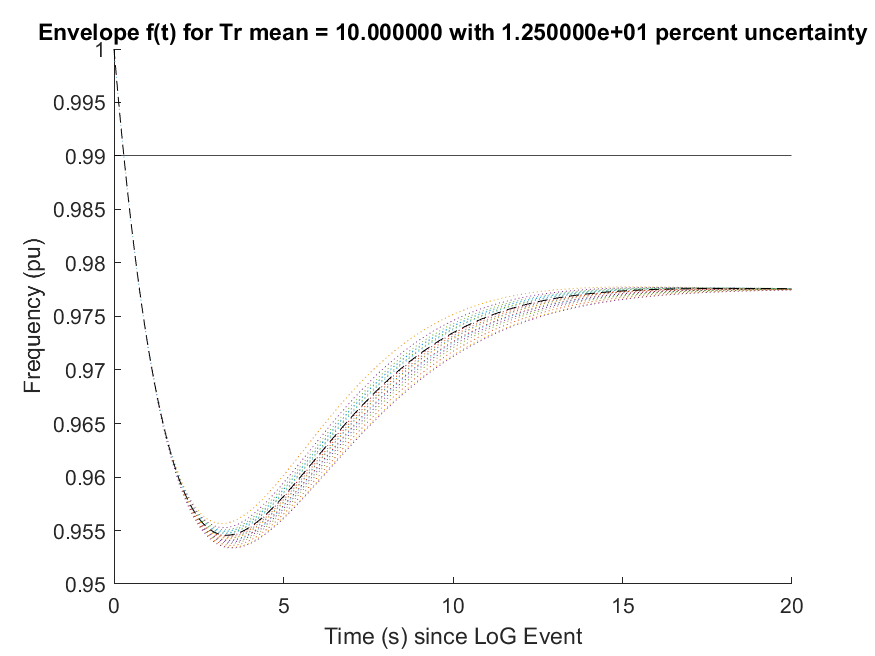 Envelope f(t) for Tr mean = 10.000000 with 1.250000e+01 percent uncertainty
1
0.995
0.99
0.985
0.98
0.975
0.97
0.965
0.96
0.955
0.95
Frequency (pu)
0 5 10 15 20
Time (s) since LoG Event